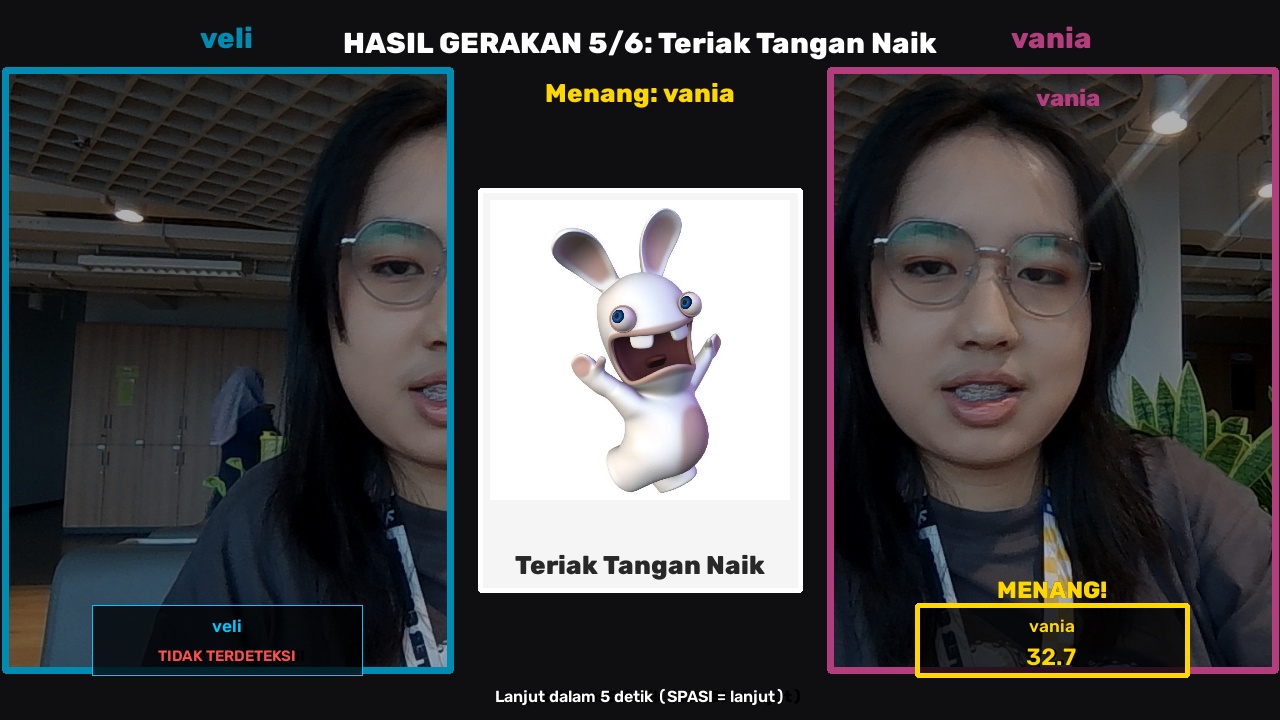 veli
HASIL GERAKAN 5/6: Teriak Tangan Naik
vania
Menang: vania
vania
Teriak Tangan Naik
MENANG!
veli
TIDAK TERDETEKSI
vania
32.7
Lanjut dalam 5 detik (SPASI = lanjut)